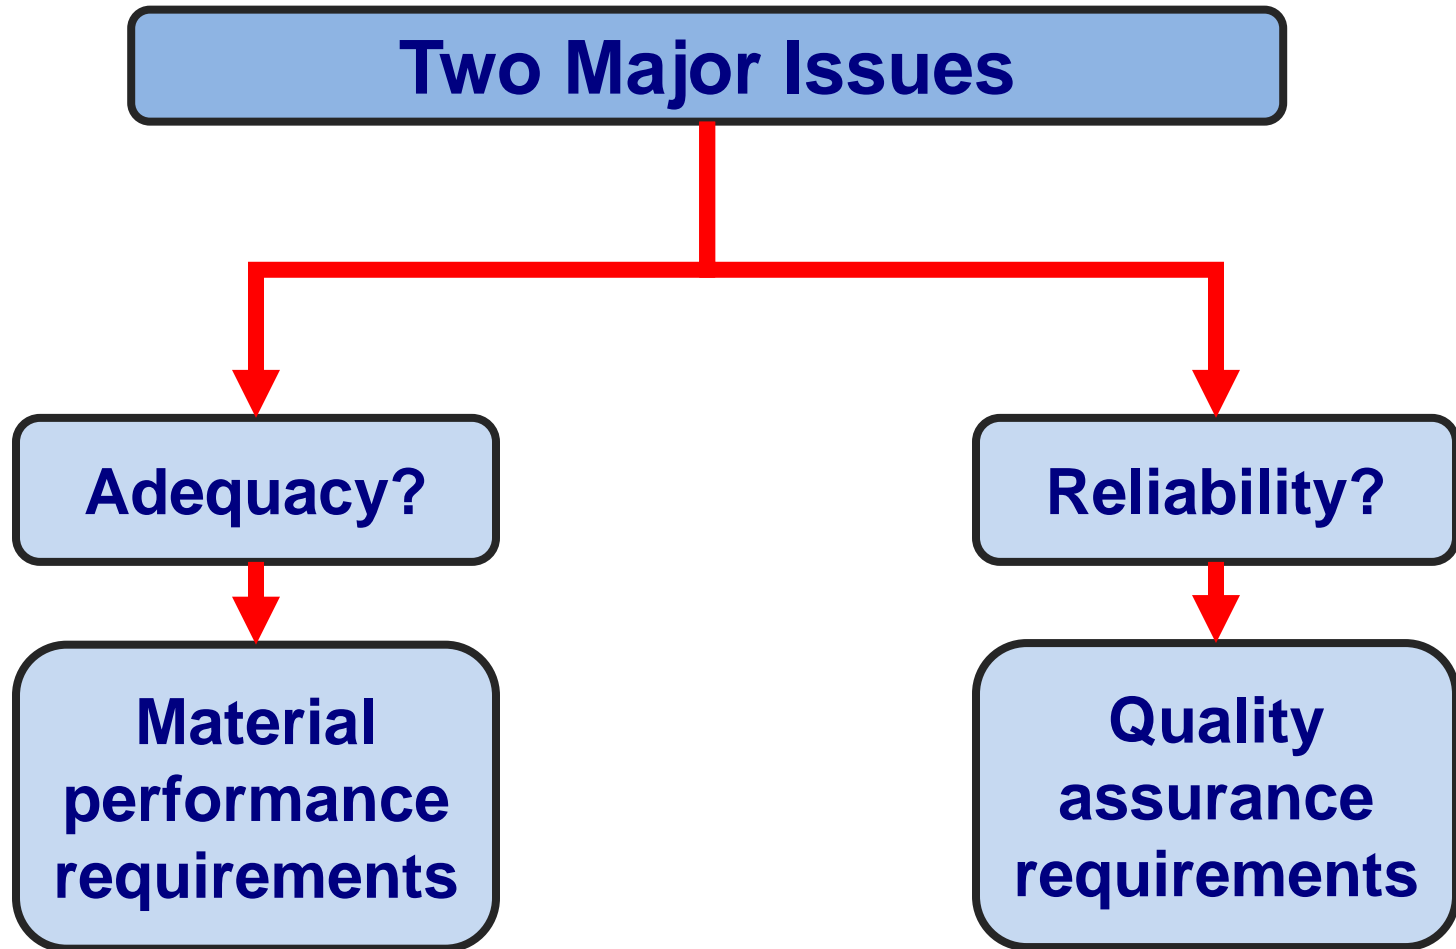 Two Major Issues
Adequacy?
Reliability?
Material
performance
requirements
Quality
assurance
requirements